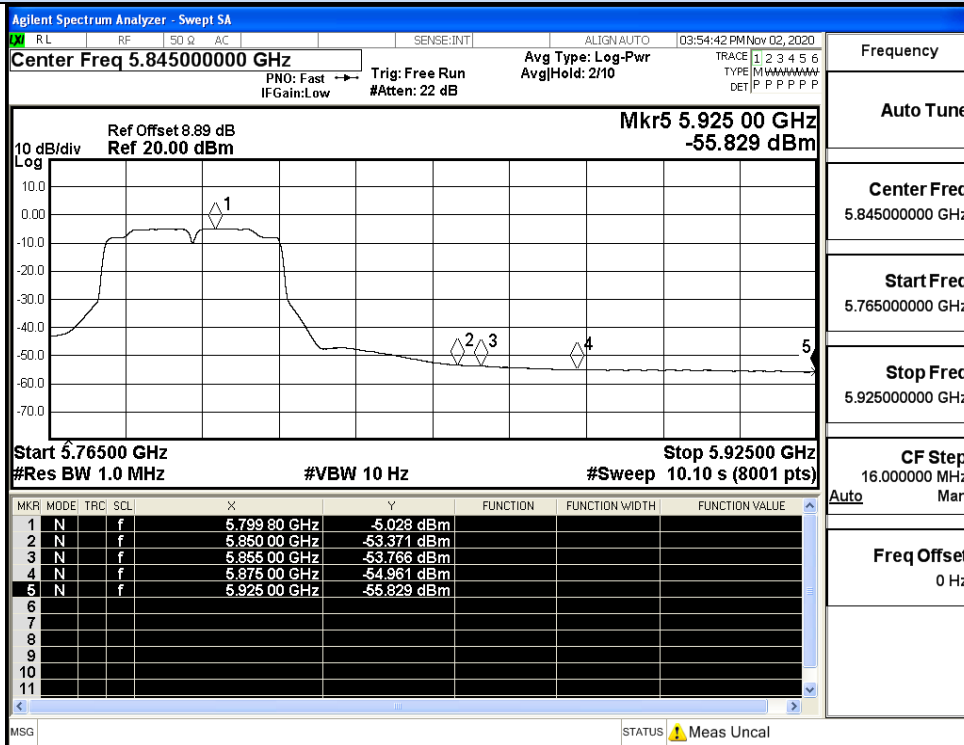 Agilent Spectrum Analyzer - Swept SA
LXI RL RF 50 Ω AC SENSE:INT ALIGN AUTO 03:54:42 PM Nov 02, 2020
Center Freq 5.845000000 GHz
PNO: Fast
IFGain:Low
Trig: Free Run
#Atten: 22 dB
Avg Type: Log-Pwr
Avg|Hold: 2/10
TRACE 1 2 3 4 5 6
TYPE M W W W W W
DET P P P P P P
Mkr5 5.925 00 GHz
-55.829 dBm
Ref Offset 8.89 dB
10 dB/div Ref 20.00 dBm
Log
10.0
0.00
-10.0
-20.0
-30.0
-40.0
-50.0
-60.0
-70.0
1
2
3
4
5
Start 5.76500 GHz Stop 5.92500 GHz
#Res BW 1.0 MHz #VBW 10 Hz #Sweep 10.10 s (8001 pts)
MKR MODE TRC SCL X Y FUNCTION FUNCTION WIDTH FUNCTION VALUE
1 N f 5.799 80 GHz -5.028 dBm
2 N f 5.850 00 GHz -53.371 dBm
3 N f 5.855 00 GHz -53.766 dBm
4 N f 5.875 00 GHz -54.961 dBm
5 N f 5.925 00 GHz -55.829 dBm
6
7
8
9
10
11
MSG STATUS Meas Uncal
Frequency
Auto Tune
Center Freq
5.845000000 GHz
Start Freq
5.765000000 GHz
Stop Freq
5.925000000 GHz
CF Step
16.000000 MHz
Auto Man
Freq Offset
0 Hz